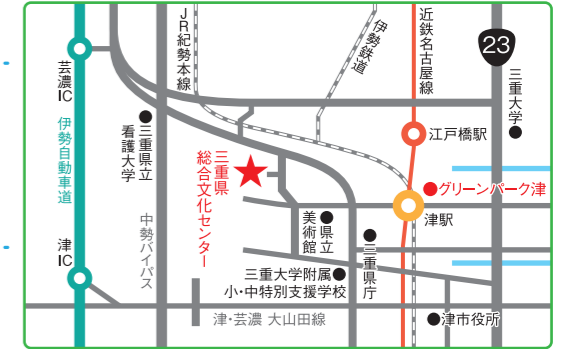 JR紀勢本線
伊勢鉄道
近鉄名古屋線
23
三重大学
芸濃IC
伊勢自動車道
三重県立
看護大学
三重県
総合文化センター
江戸橋駅
グリーンパーク津
津駅
中勢バイパス
県立
美術館
三重県庁
津IC
三重大学附属
小・中特別支援学校
津・芸濃 大山田線
津市役所